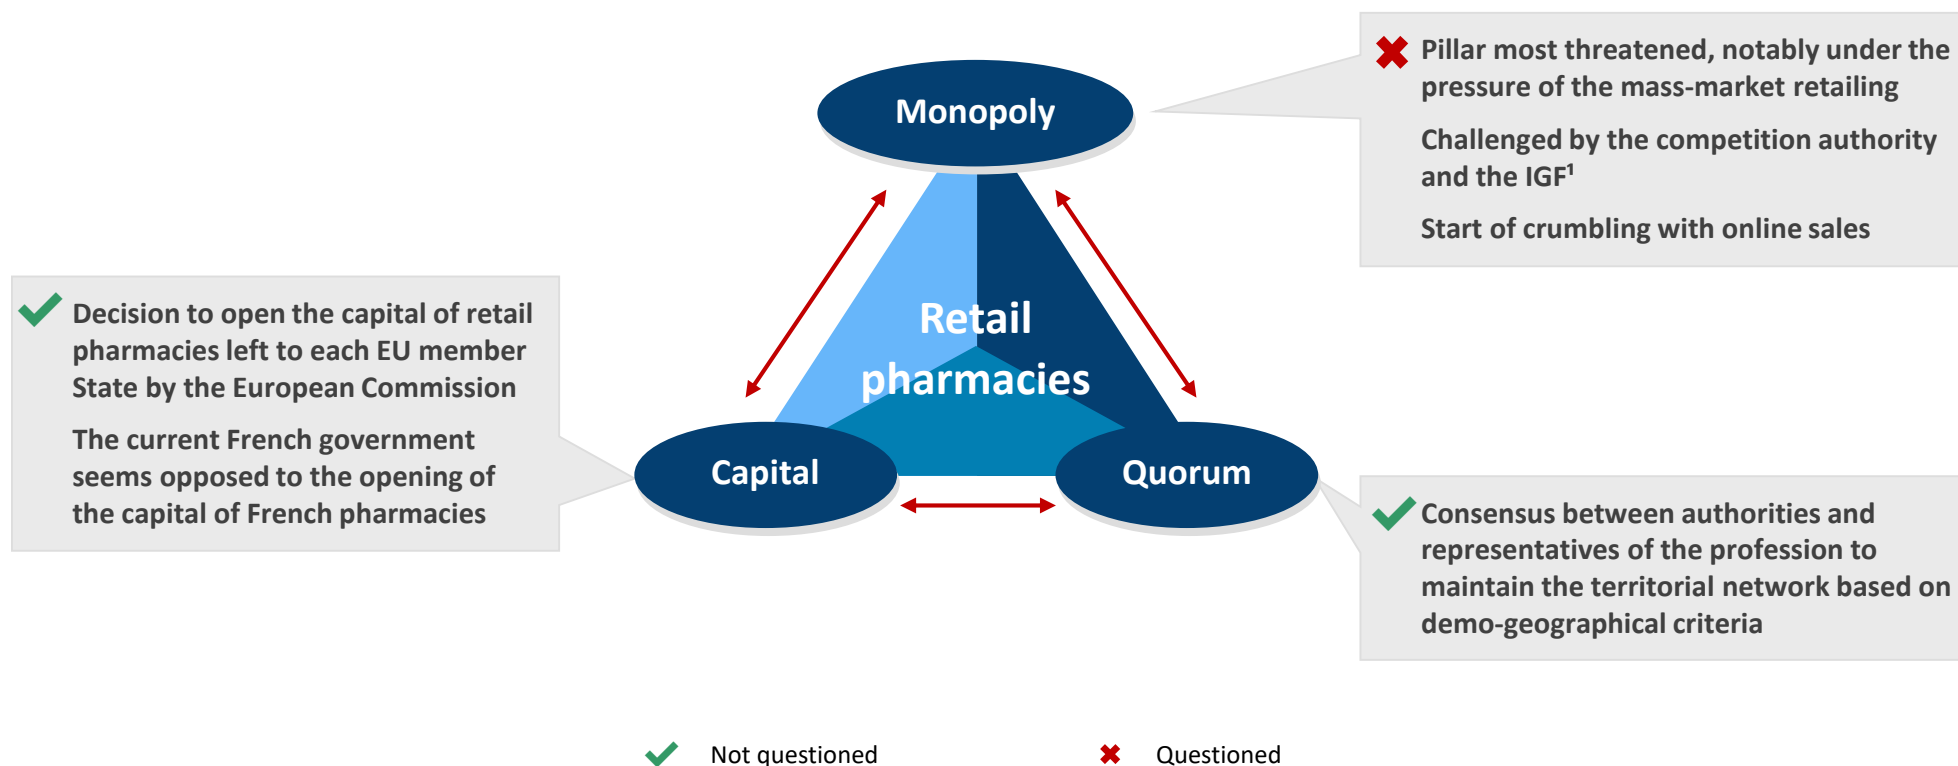 Monopoly
Pillar most threatened, notably under the
pressure of the mass-market retailing
Challenged by the competition authority
and the IGF¹
Start of crumbling with online sales
Decision to open the capital of retail
pharmacies left to each EU member
State by the European Commission
The current French government
seems opposed to the opening of
the capital of French pharmacies
Retail
pharmacies
Capital
Quorum
Consensus between authorities and
representatives of the profession to
maintain the territorial network based on
demo-geographical criteria
Not questioned
Questioned